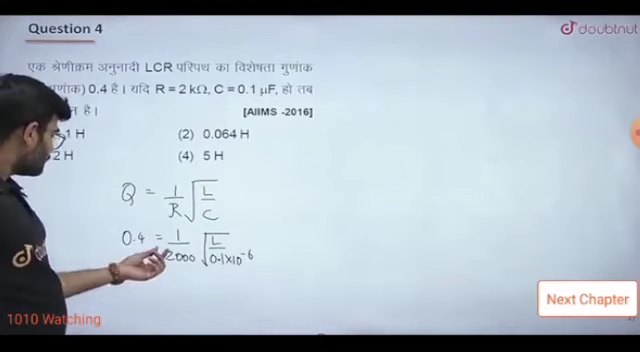 Question 4
doubtnut
एक श्रेणीक्रम अनुनादी LCR परिपथ का विशेषता गुणांक
0.4 है। यदि R = 2 kΩ, C = 0.1 μF, हो तब
है।
[AIIMS -2016]
1 H
(2) 0.064 H
2 H
(4) 5 H
Q = 1/R √L/C
0.4 = 1/2000 √L/0.1×10⁻⁶
Next Chapter
1010 Watching